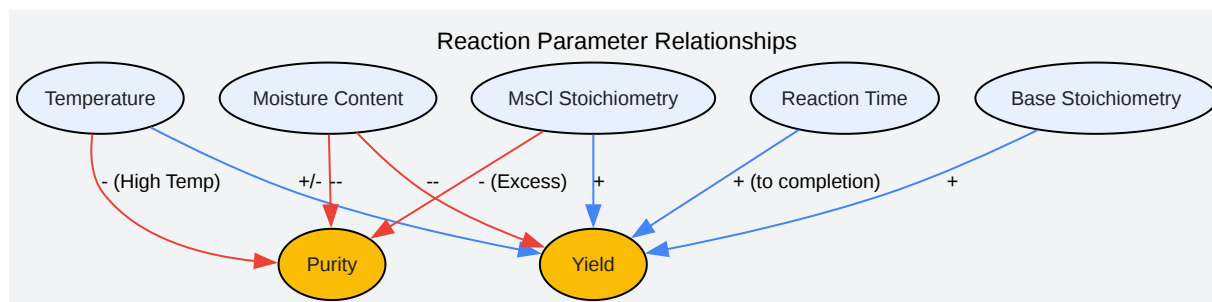 Reaction Parameter Relationships
Temperature
Moisture Content
MsCl Stoichiometry
Reaction Time
Base Stoichiometry
- (High Temp)
+/-
--
--
- (Excess)
+
+ (to completion)
+
Purity
Yield